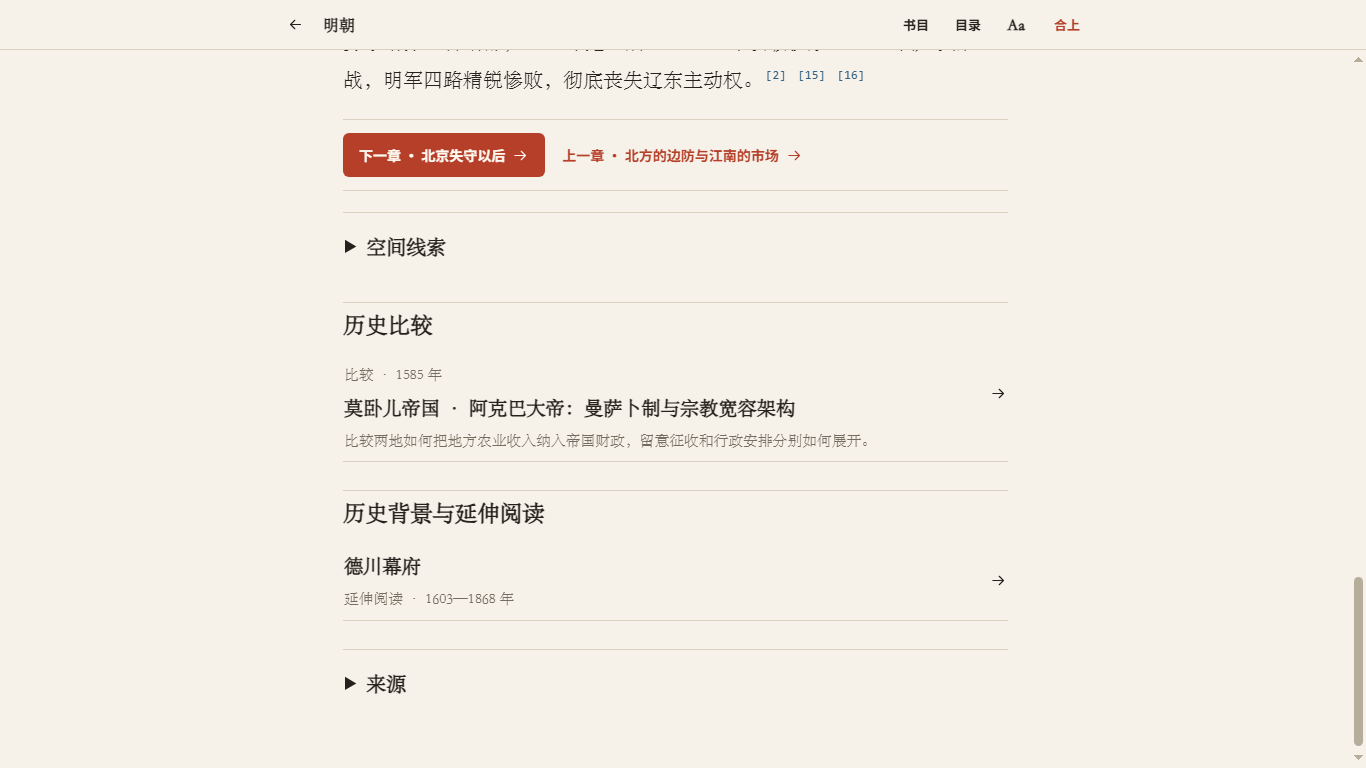 明朝
书目
目录
Aa
合上
战，明军四路精锐惨败，彻底丧失辽东主动权。[2] [15] [16]
下一章 · 北京失守以后 →
上一章 · 北方的边防与江南的市场 →
空间线索
历史比较
比较 · 1585 年
莫卧儿帝国 · 阿克巴大帝：曼萨卜制与宗教宽容架构
比较两地如何把地方农业收入纳入帝国财政，留意征收和行政安排分别如何展开。
历史背景与延伸阅读
德川幕府
延伸阅读 · 1603—1868 年
来源